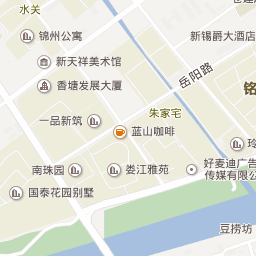 水关
锦州公寓
新锡爵大酒店
新天祥美术馆
岳阳路
香塘发展大厦
铭
朱家宅
一品新筑
蓝山咖啡
玲
南珠园
娄江雅苑
好麦迪广告
传媒有限公
国泰花园别墅
豆捞坊